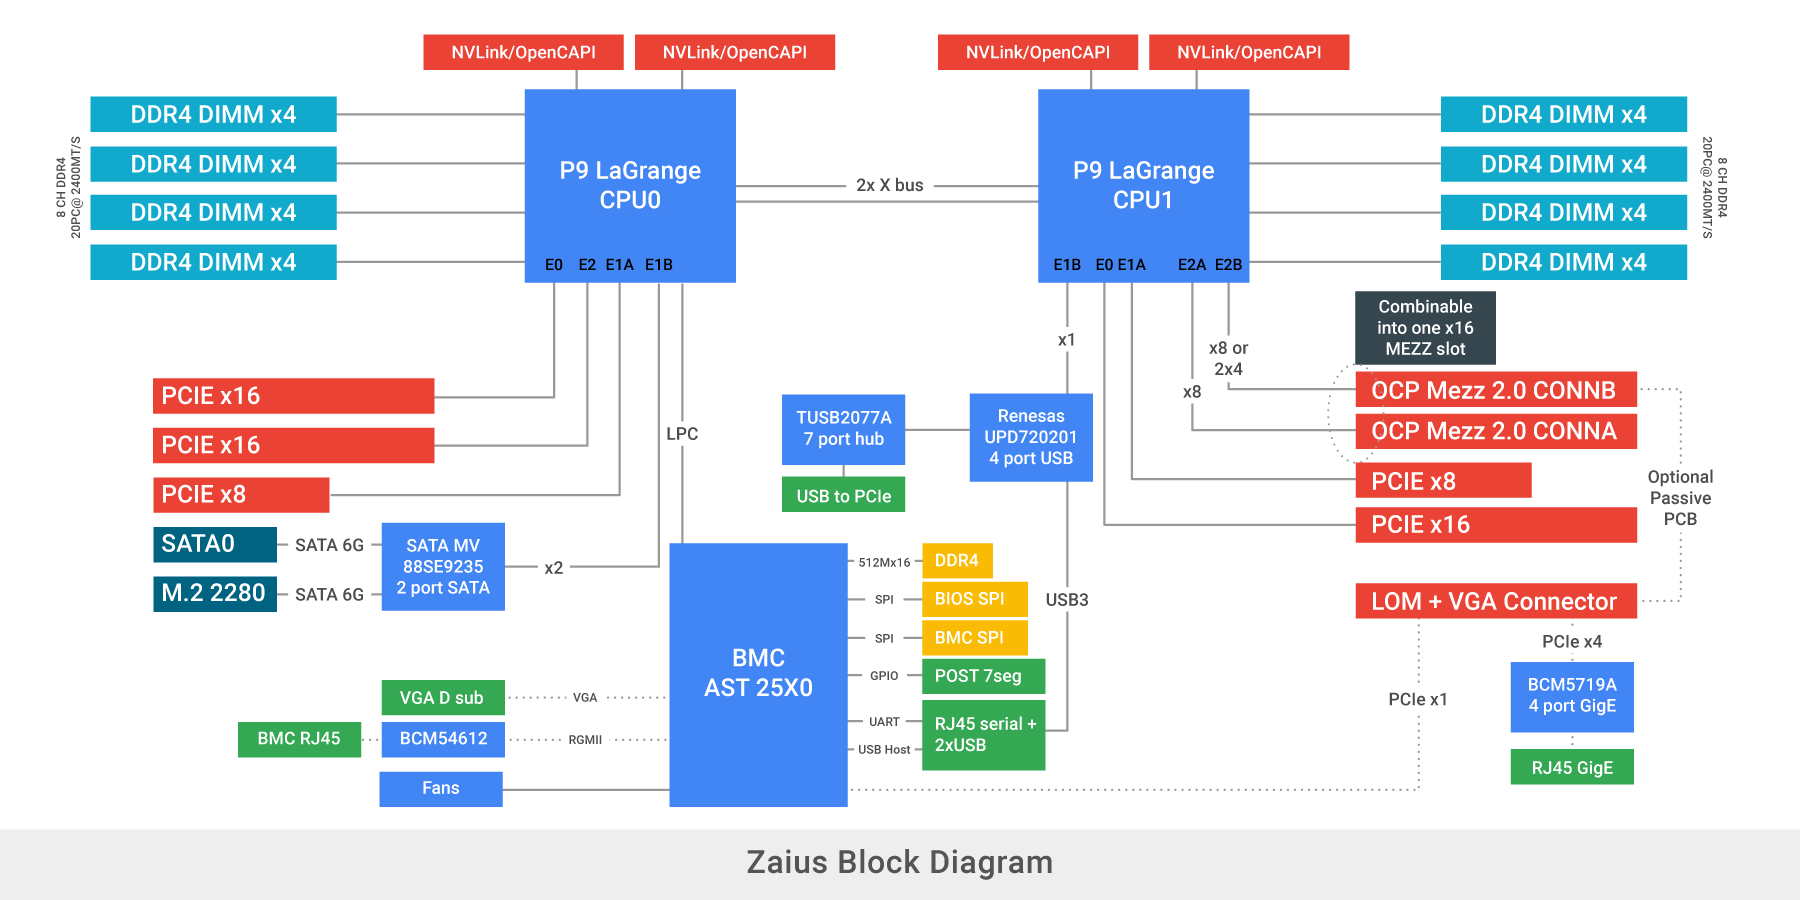 NVLink/OpenCAPI
NVLink/OpenCAPI
NVLink/OpenCAPI
NVLink/OpenCAPI
8 CH DDR4
20PC@ 2400MT/S
DDR4 DIMM x4
DDR4 DIMM x4
DDR4 DIMM x4
DDR4 DIMM x4
P9 LaGrange
CPU0
E0 E2 E1A E1B
2x X bus
P9 LaGrange
CPU1
E1B E0 E1A E2A E2B
DDR4 DIMM x4
DDR4 DIMM x4
DDR4 DIMM x4
DDR4 DIMM x4
8 CH DDR4
20PC@ 2400MT/S
PCIE x16
PCIE x16
PCIE x8
SATA0
SATA 6G
M.2 2280
SATA 6G
SATA MV
88SE9235
2 port SATA
x2
LPC
TUSB2077A
7 port hub
USB to PCIe
x1
Renesas
UPD720201
4 port USB
x8
x8 or
2x4
Combinable
into one x16
MEZZ slot
OCP Mezz 2.0 CONNB
OCP Mezz 2.0 CONNA
PCIE x8
PCIE x16
Optional
Passive
PCB
LOM + VGA Connector
PCIe x4
BCM5719A
4 port GigE
RJ45 GigE
PCIe x1
USB3
BMC
AST 25X0
512Mx16
DDR4
SPI
BIOS SPI
SPI
BMC SPI
GPIO
POST 7seg
UART
USB Host
RJ45 serial +
2xUSB
VGA D sub
VGA
BMC RJ45
BCM54612
RGMII
Fans
Zaius Block Diagram